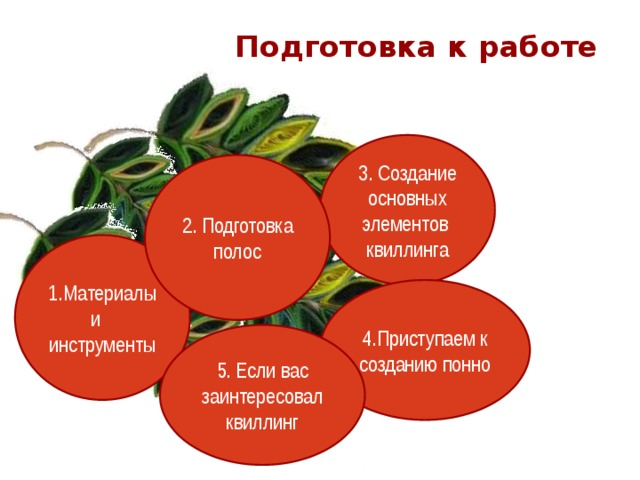 Подготовка к работе
3. Создание
основных
элементов
квиллинга
2. Подготовка
полос
1.Материалы
и
инструменты
4.Приступаем к
созданию понно
5. Если вас
заинтересовал
квиллинг